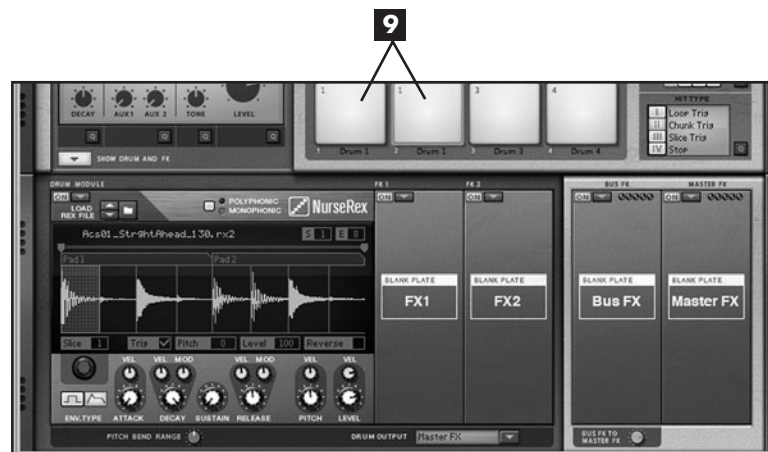 9
DECAY AUX 1 AUX 2 TONE LEVEL
Q Q Q Q
SHOW DRUM AND FX
1 1 3 4
1 Drum 1 2 Drum 1 3 Drum 3 4 Drum 4
HIT TYPE
I Loop Trig
II Chunk Trig
III Slice Trig
IV Stop
Q
DRUM MODULE
ON
LOAD
REX FILE
POLYPHONIC
MONOPHONIC
NurseRex
Acs01_StrghtAhead_130.rx2 S 1 E 8
Pad1 Pad2
Slice 1 Trig Pitch 0 Level 100 Reverse
VEL VEL MOD VEL MOD VEL VEL
ENV.TYPE ATTACK DECAY SUSTAIN RELEASE PITCH LEVEL
PITCH BEND RANGE
DRUM OUTPUT Master FX
FX 1
ON
BLANK PLATE
FX1
FX 2
ON
BLANK PLATE
FX2
BUS FX
ON
BLANK PLATE
Bus FX
MASTER FX
ON
BLANK PLATE
Master FX
BUS FX TO
MASTER FX